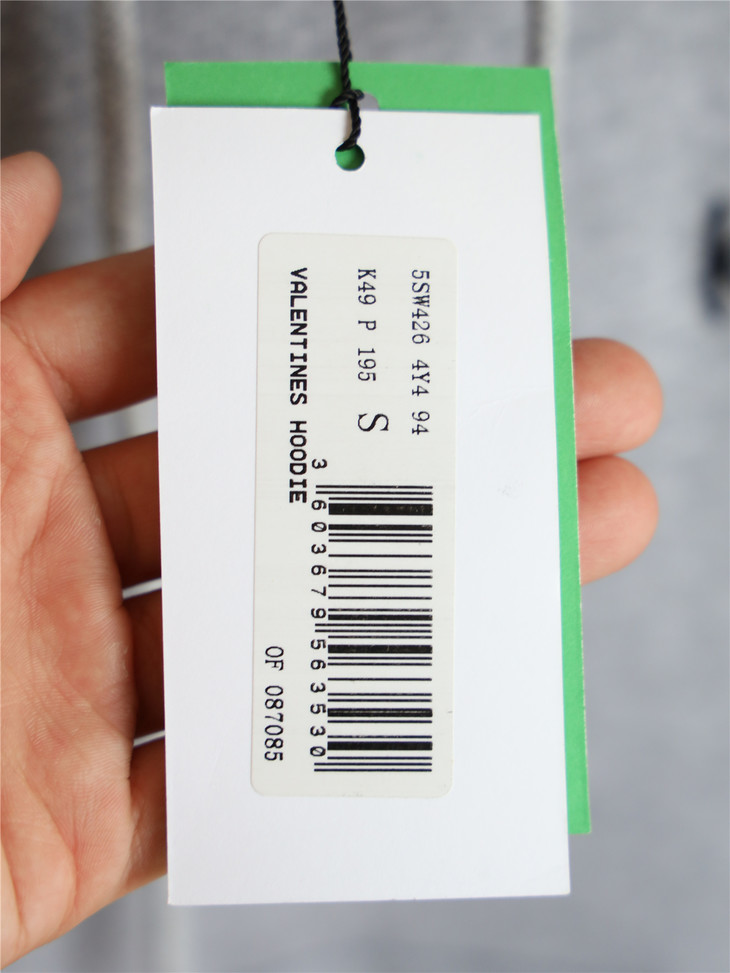 5SW426 4Y4 94
K49 P 195 S
3 603679 563530
VALENTINES HOODIE
OF 087085